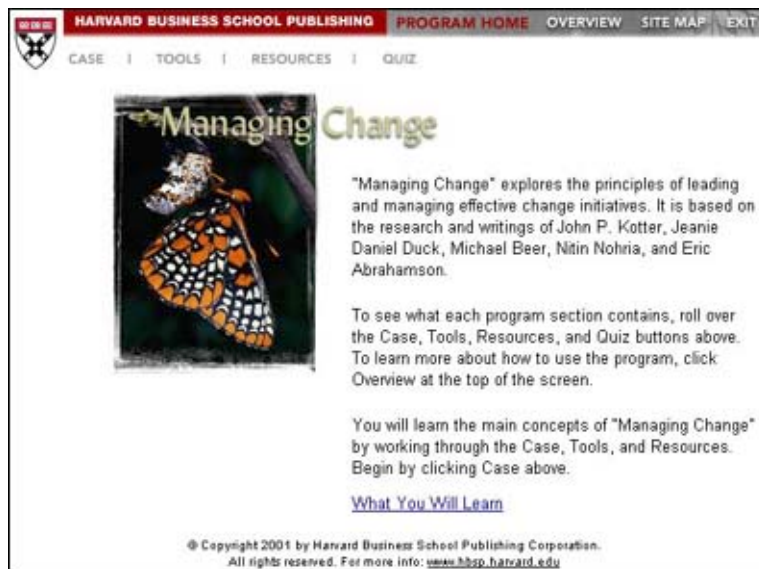 HARVARD BUSINESS SCHOOL PUBLISHING PROGRAM HOME OVERVIEW SITE MAP EXIT
CASE | TOOLS | RESOURCES | QUIZ
Managing Change
"Managing Change" explores the principles of leading
and managing effective change initiatives. It is based on
the research and writings of John P. Kotter, Jeanie
Daniel Duck, Michael Beer, Nitin Nohria, and Eric
Abrahamson.
To see what each program section contains, roll over
the Case, Tools, Resources, and Quiz buttons above.
To learn more about how to use the program, click
Overview at the top of the screen.
You will learn the main concepts of "Managing Change"
by working through the Case, Tools, and Resources.
Begin by clicking Case above.
What You Will Learn
© Copyright 2001 by Harvard Business School Publishing Corporation.
All rights reserved. For more info: www.hbsp.harvard.edu